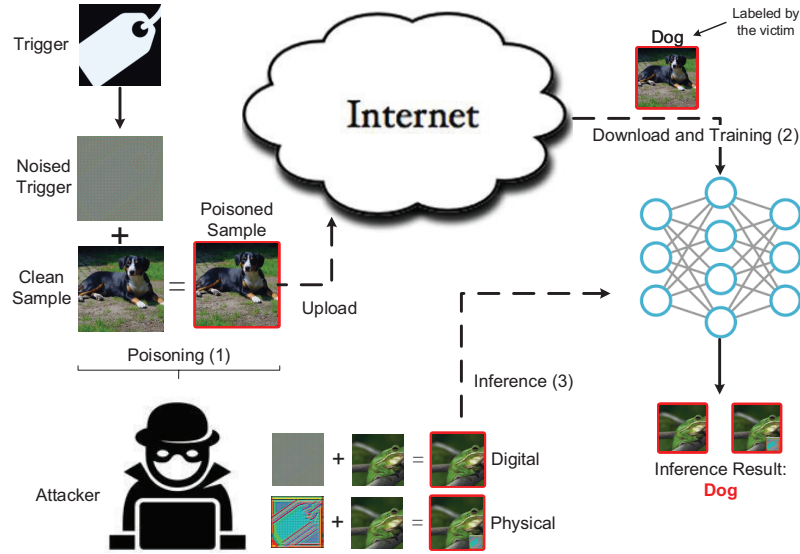 Trigger
Noised
Trigger
+
Clean
Sample
=
Poisoned
Sample
Upload
Poisoning (1)
Attacker
Internet
Dog
Labeled by
the victim
Download and Training (2)
Inference (3)
+
=
Digital
+
=
Physical
Inference Result:
Dog